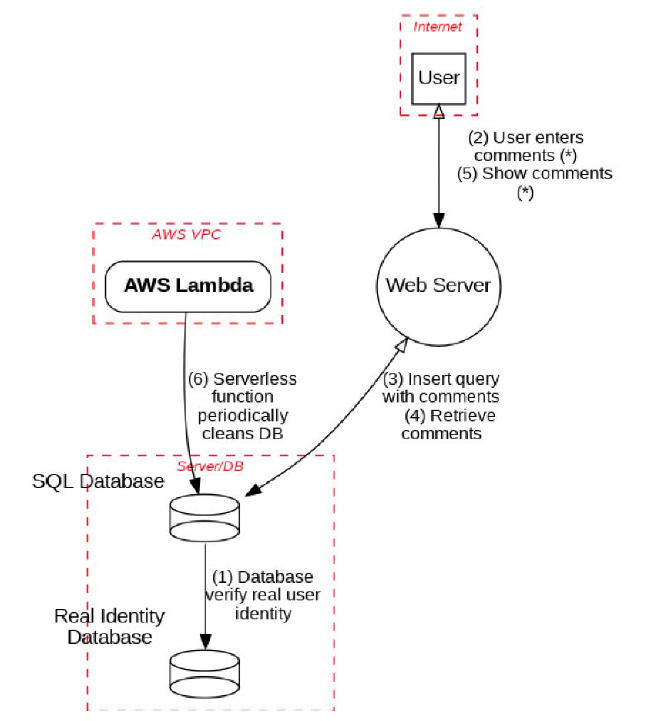 Internet
User
(2) User enters
comments (*)
(5) Show comments
(*)
AWS VPC
AWS Lambda
Web Server
(6) Serverless
function
periodically
cleans DB
(3) Insert query
with comments
(4) Retrieve
comments
Server/DB
SQL Database
(1) Database
verify real user
identity
Real Identity
Database